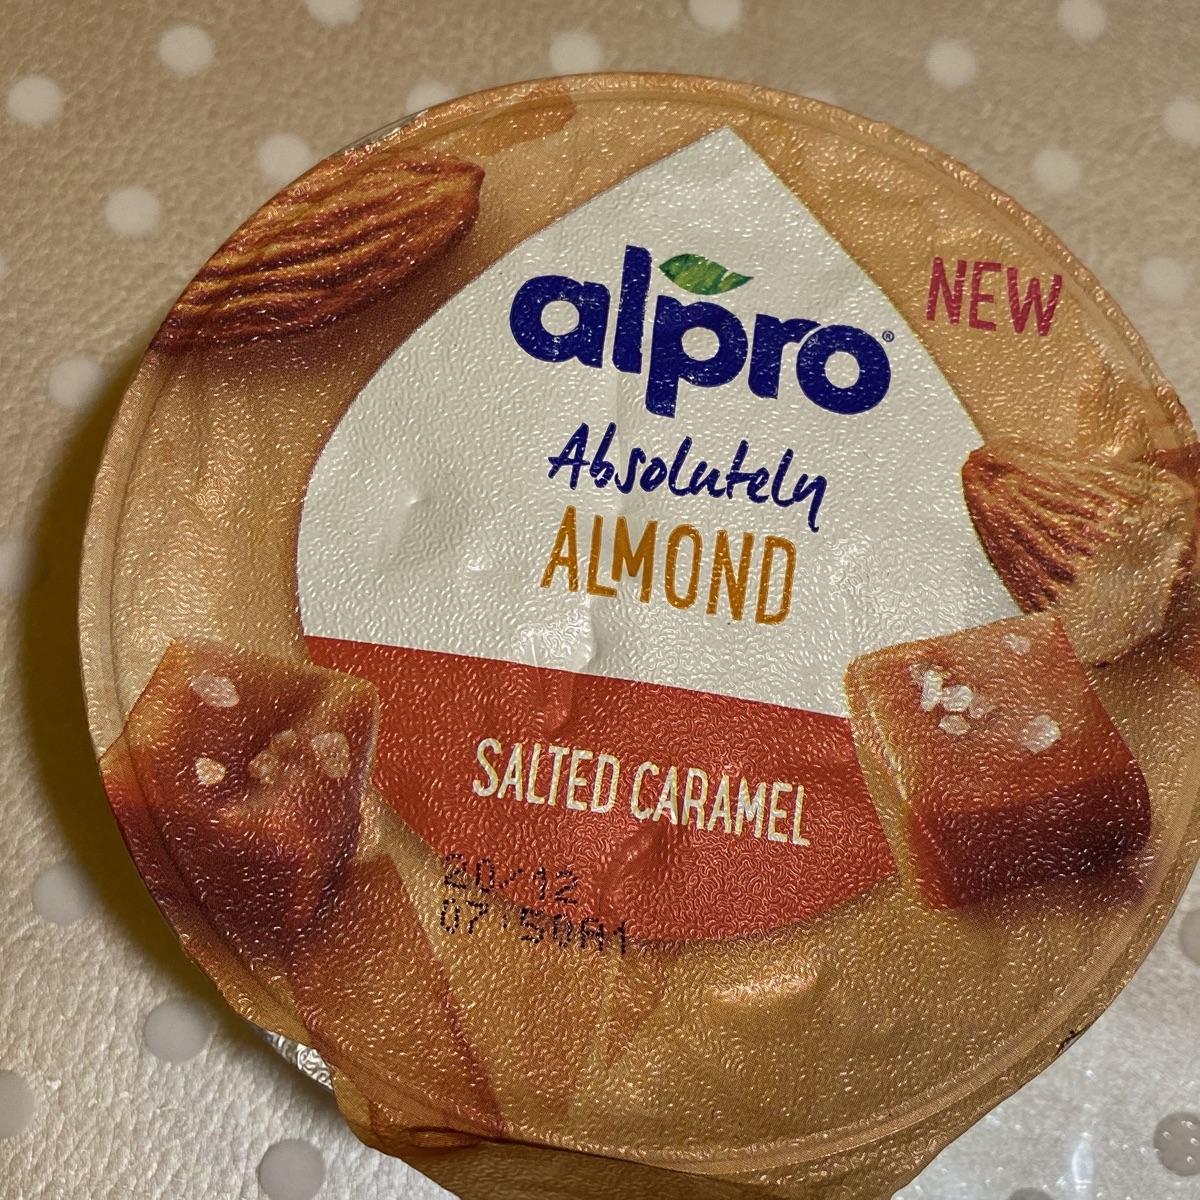 alpro®
NEW
Absolutely
ALMOND
SALTED CARAMEL
20/12
07:50A1